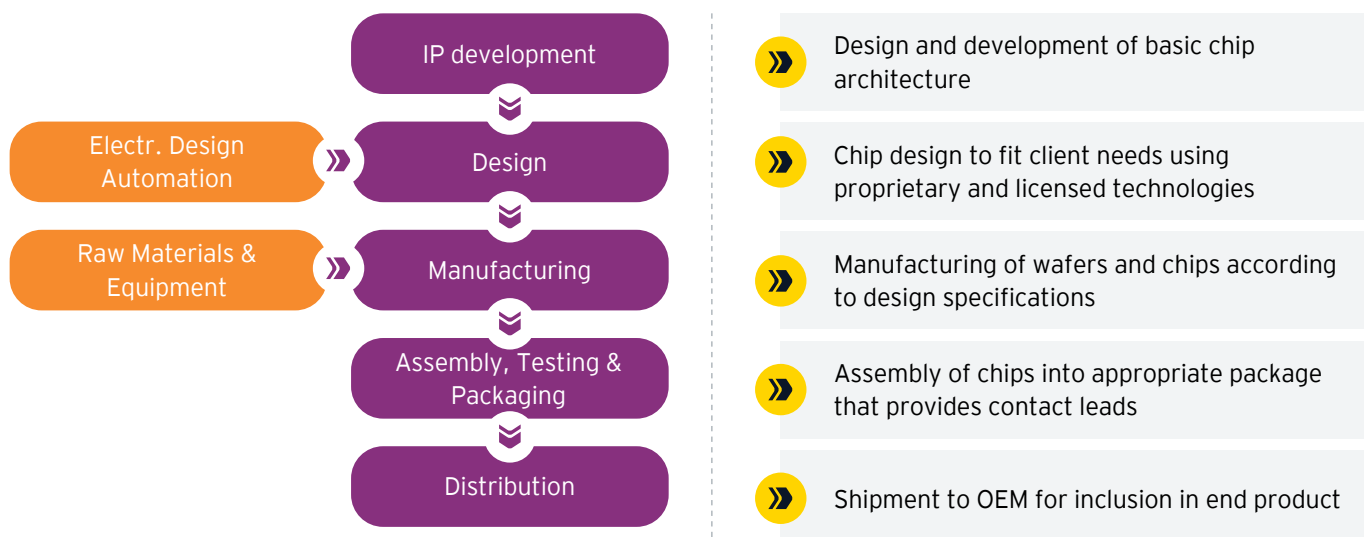 IP development
Design and development of basic chip
architecture
Electr. Design
Automation
Design
Chip design to fit client needs using
proprietary and licensed technologies
Raw Materials &
Equipment
Manufacturing
Manufacturing of wafers and chips according
to design specifications
Assembly, Testing &
Packaging
Assembly of chips into appropriate package
that provides contact leads
Distribution
Shipment to OEM for inclusion in end product